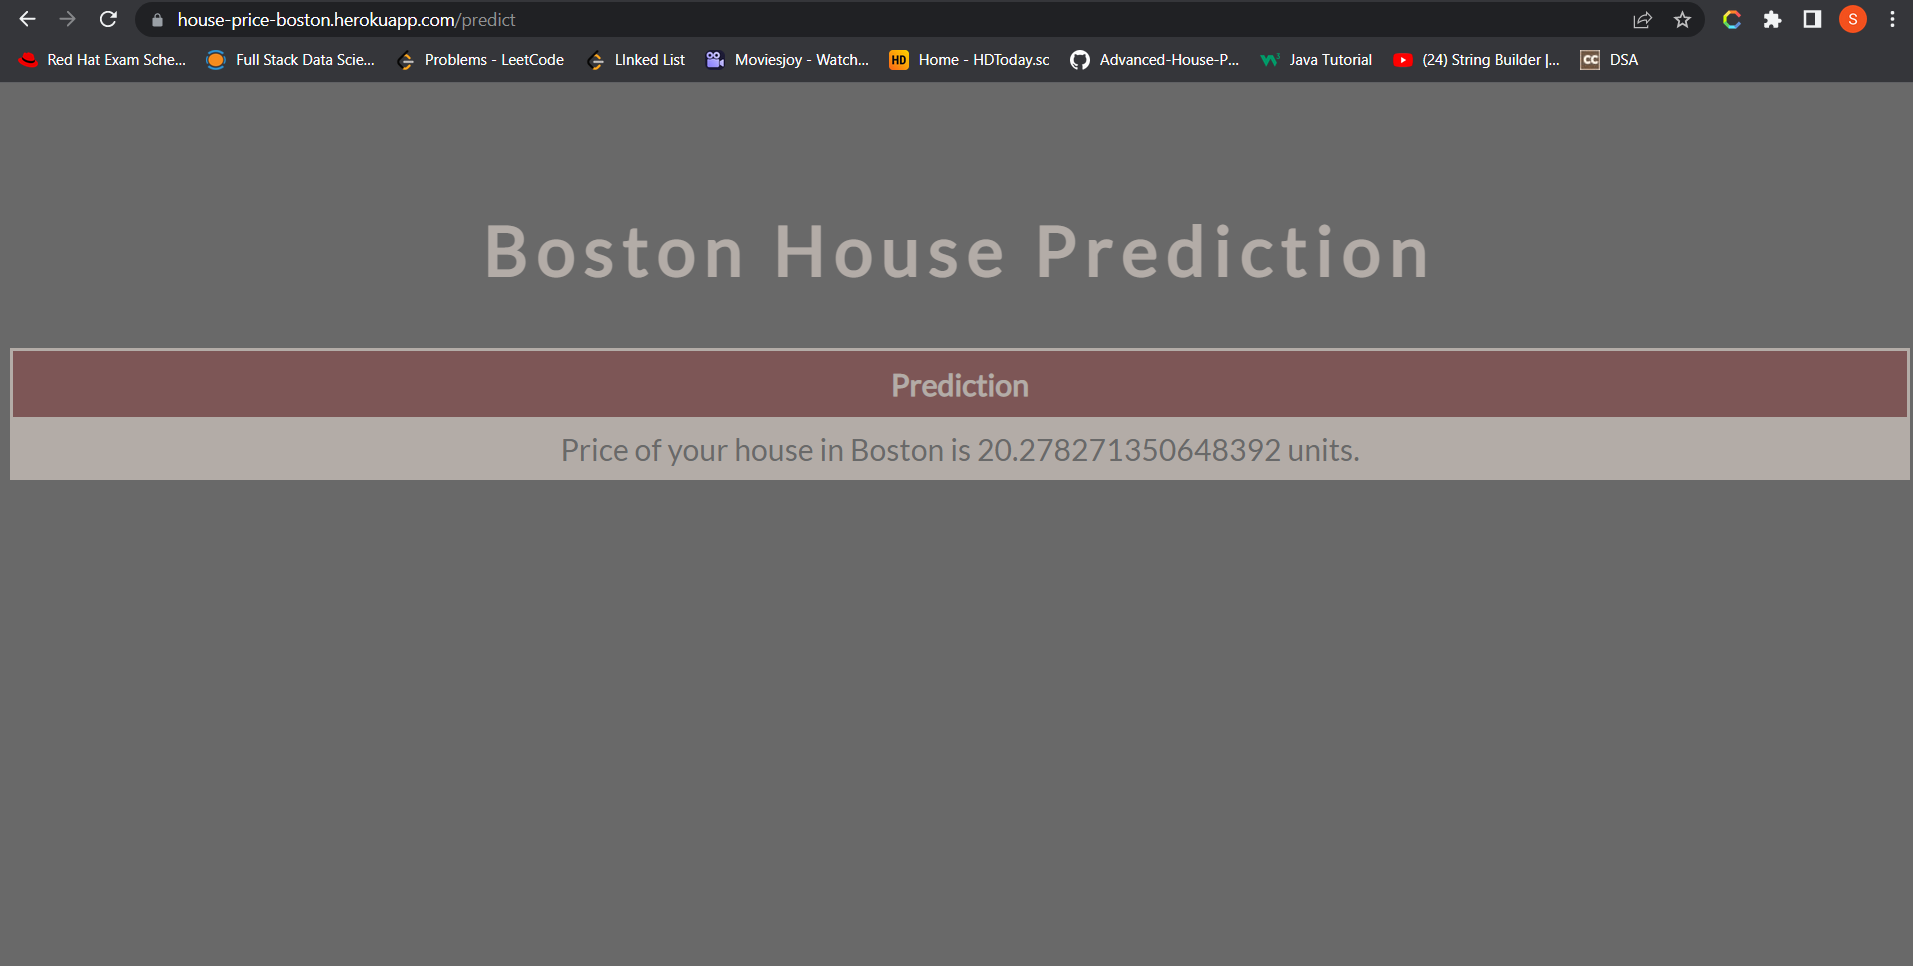 house-price-boston.herokuapp.com/predict
S
Red Hat Exam Sche... Full Stack Data Scie... Problems - LeetCode LInked List Moviesjoy - Watch... HD Home - HDToday.sc Advanced-House-P... Java Tutorial (24) String Builder |... CC DSA
Boston House Prediction
Prediction
Price of your house in Boston is 20.278271350648392 units.